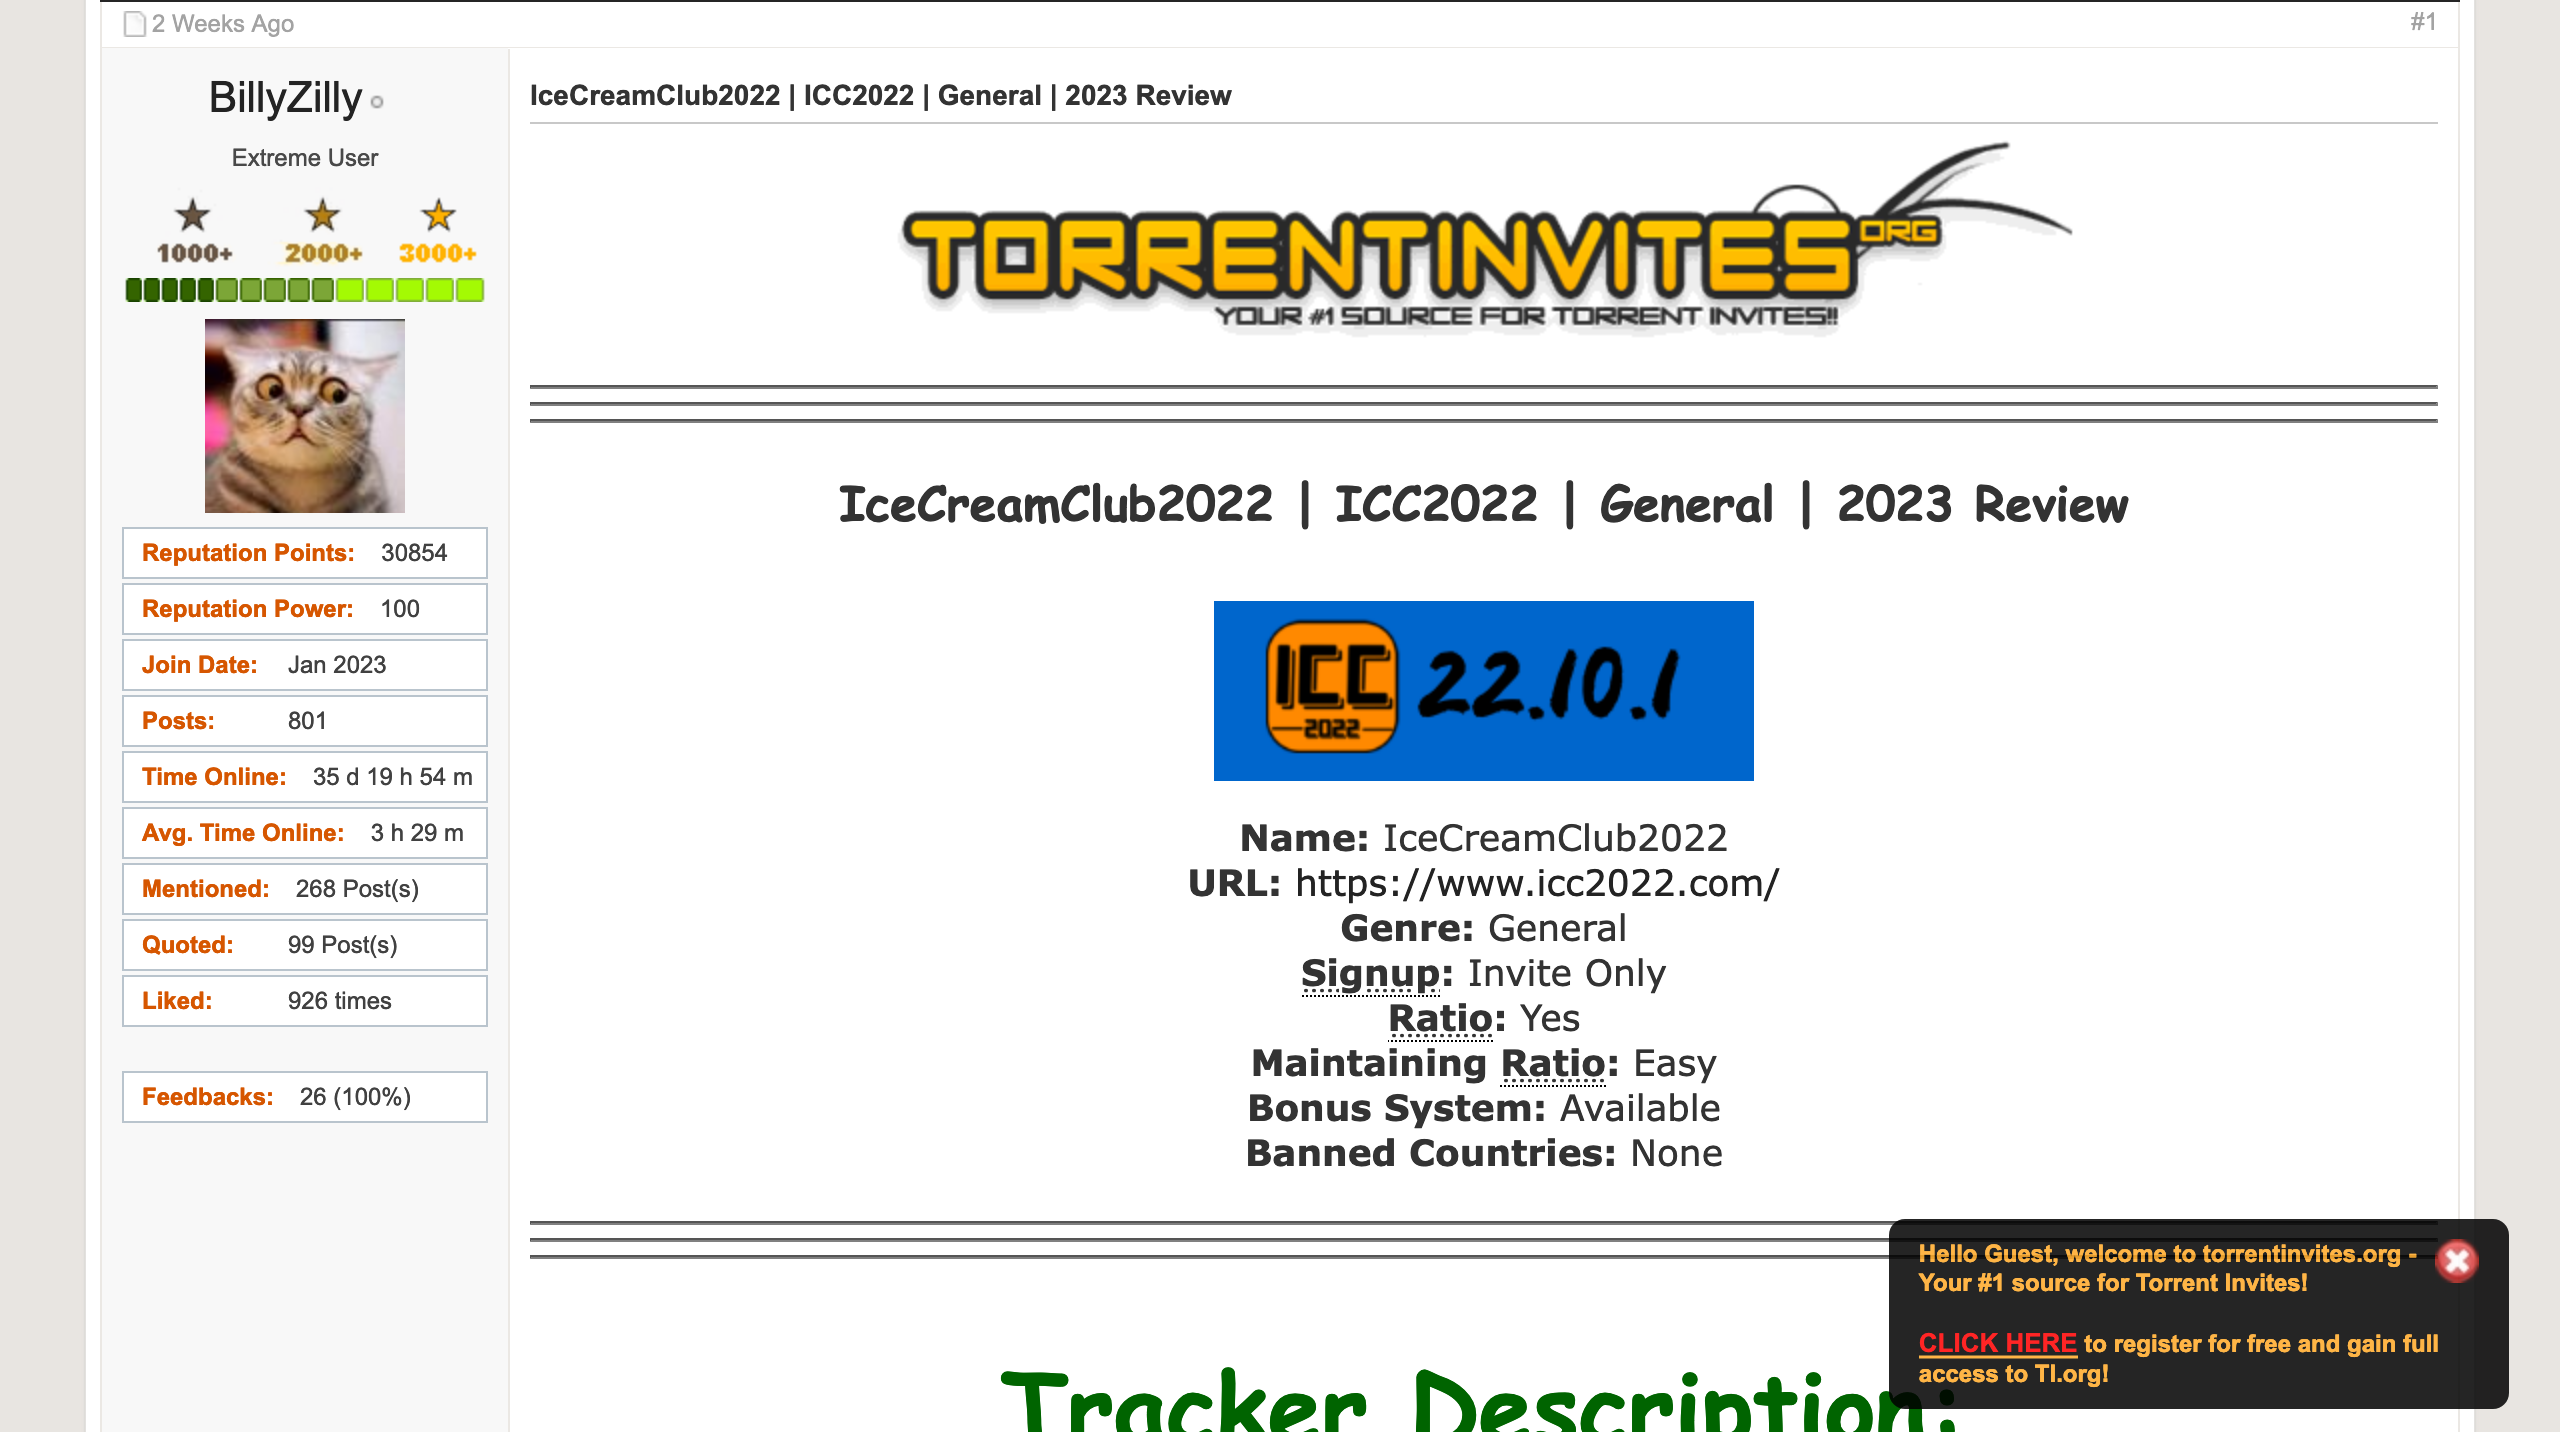 2 Weeks Ago
#1
BillyZilly
Extreme User
1000+ 2000+ 3000+
Reputation Points: 30854
Reputation Power: 100
Join Date: Jan 2023
Posts: 801
Time Online: 35 d 19 h 54 m
Avg. Time Online: 3 h 29 m
Mentioned: 268 Post(s)
Quoted: 99 Post(s)
Liked: 926 times
Feedbacks: 26 (100%)
IceCreamClub2022 | ICC2022 | General | 2023 Review
TORRENTINVITES ORG
YOUR #1 SOURCE FOR TORRENT INVITES!!
IceCreamClub2022 | ICC2022 | General | 2023 Review
ICC 22.10.1
2022
Name: IceCreamClub2022
URL: https://www.icc2022.com/
Genre: General
Signup: Invite Only
Ratio: Yes
Maintaining Ratio: Easy
Bonus System: Available
Banned Countries: None
Tracker Description:
Hello Guest, welcome to torrentinvites.org -
Your #1 source for Torrent Invites!
CLICK HERE to register for free and gain full
access to TI.org!